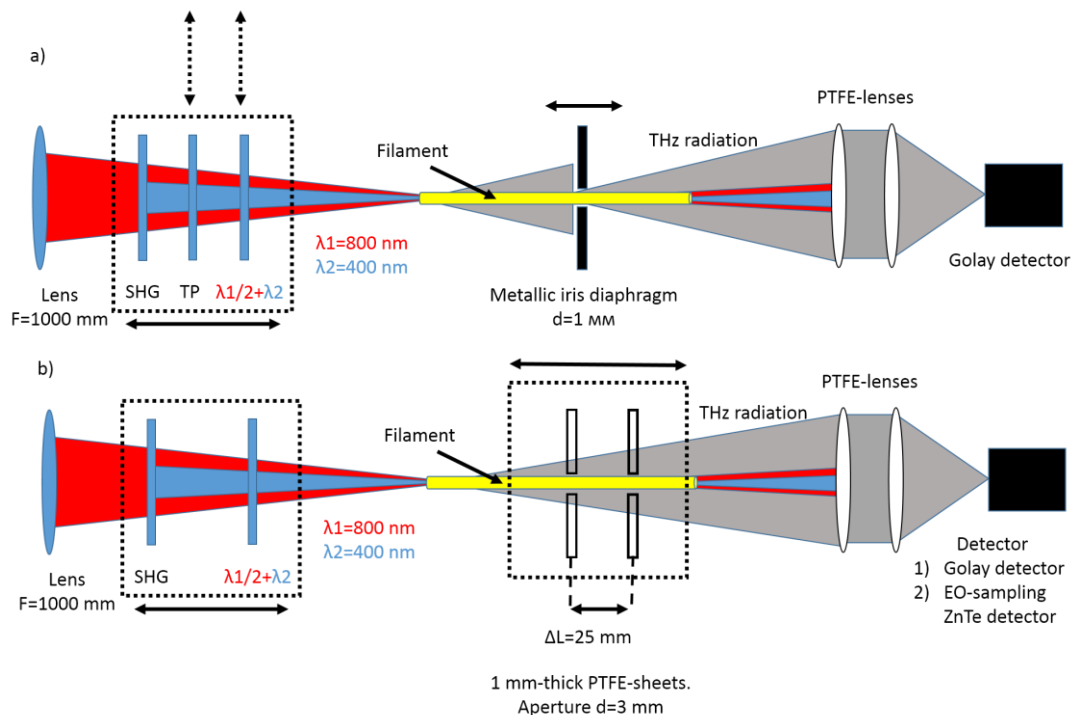 a)
PTFE-lenses
THz radiation
Filament
λ1=800 nm
λ2=400 nm
Golay detector
SHG TP λ1/2+λ2
Lens
F=1000 mm
Metallic iris diaphragm
d=1 мм
b)
PTFE-lenses
THz radiation
Filament
λ1=800 nm
λ2=400 nm
SHG λ1/2+λ2
Lens
F=1000 mm
Detector
1) Golay detector
2) EO-sampling
ZnTe detector
ΔL=25 mm
1 mm-thick PTFE-sheets.
Aperture d=3 mm